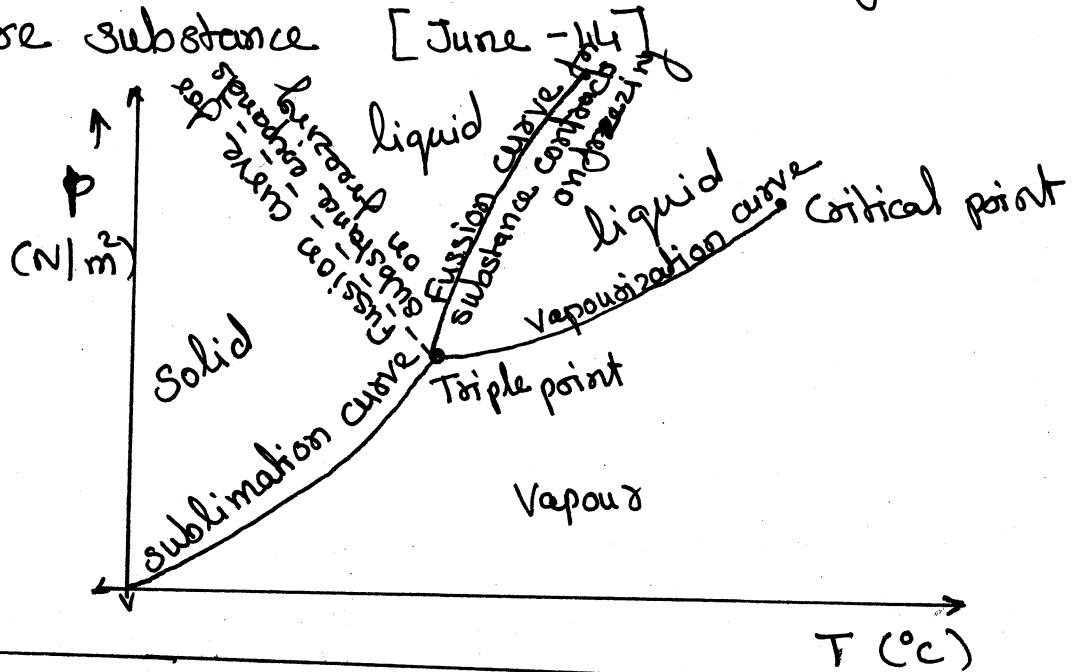 re substance [June -14]
p
(N/m²)
liquid
Fussion curve for
substance expands
on freezing
Fussion curve for
substance contracts
on freezing
liquid
Vapourization curve
Critical point
Solid
sublimation curve
Triple point
Vapour
T (°c)